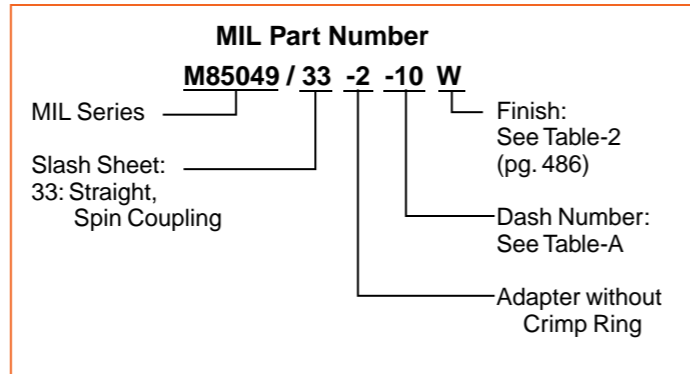 MIL Part Number
M85049 / 33 -2 -10 W
MIL Series
Finish:
See Table-2
(pg. 486)
Slash Sheet:
33: Straight,
Spin Coupling
Dash Number:
See Table-A
Adapter without
Crimp Ring